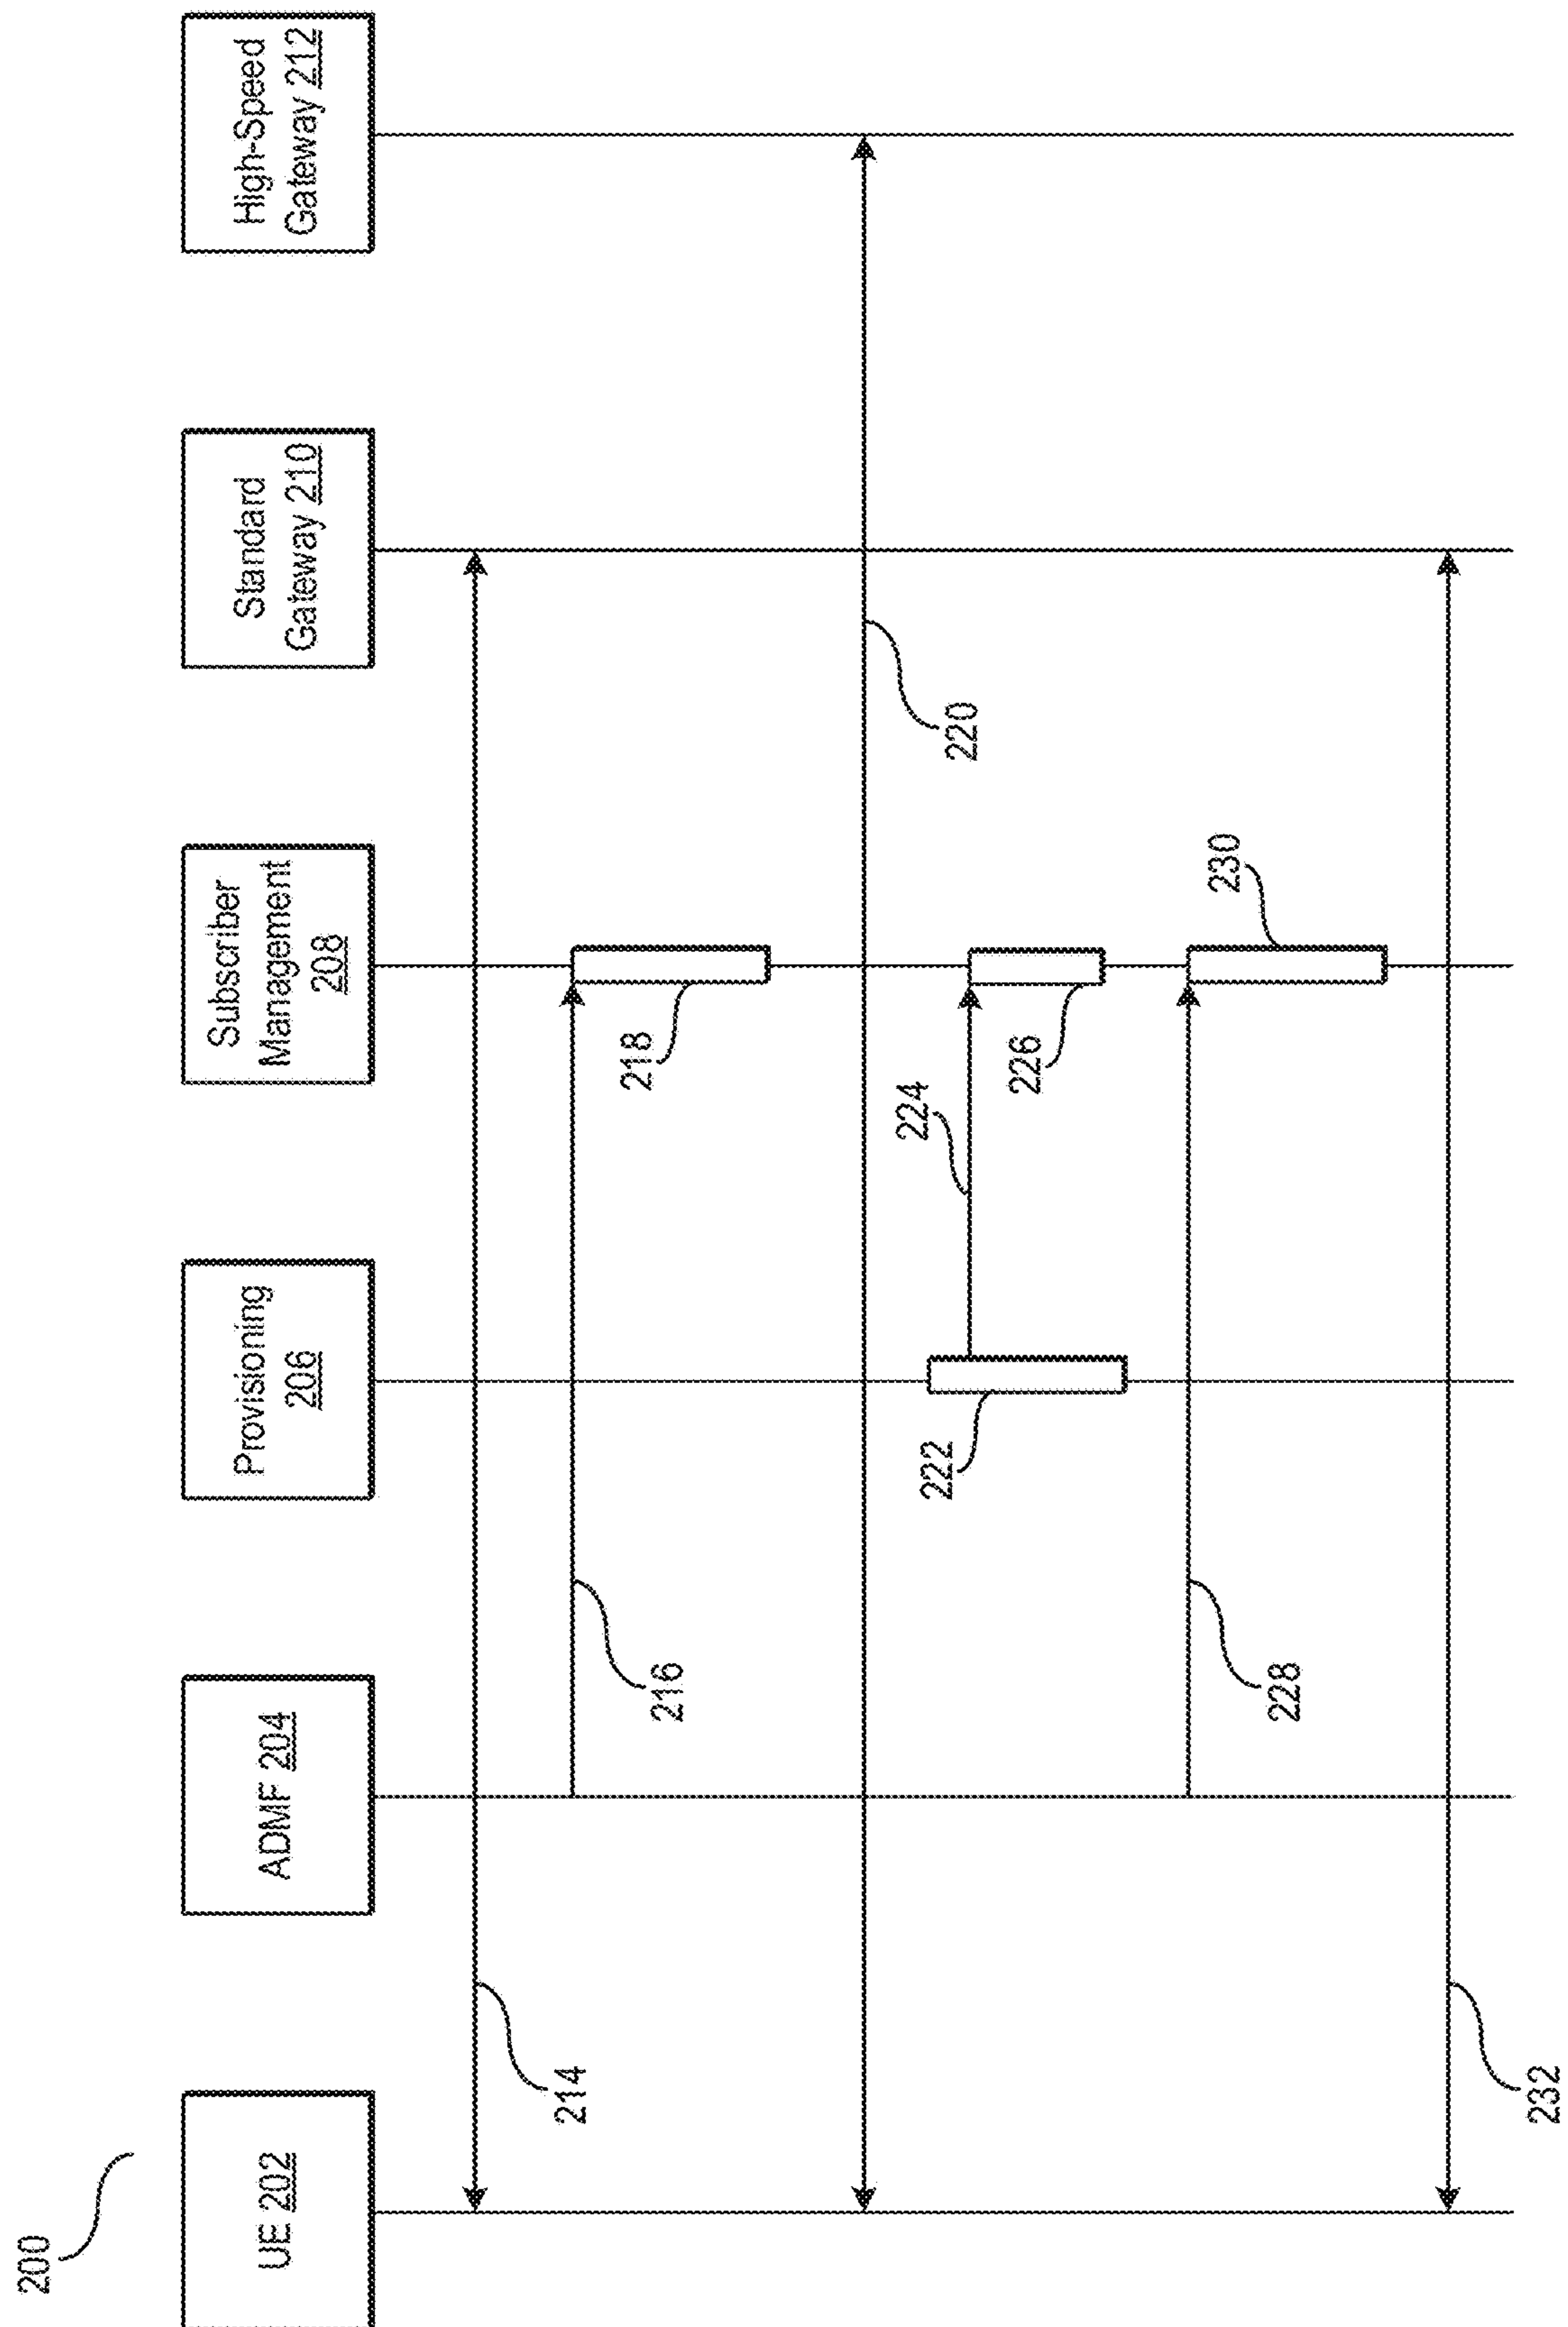 200
UE 202
ADMF 204
Provisioning
206
Subscriber
Management
208
Standard
Gateway 210
High-Speed
Gateway 212
214
216
218
220
222
224
226
228
230
232